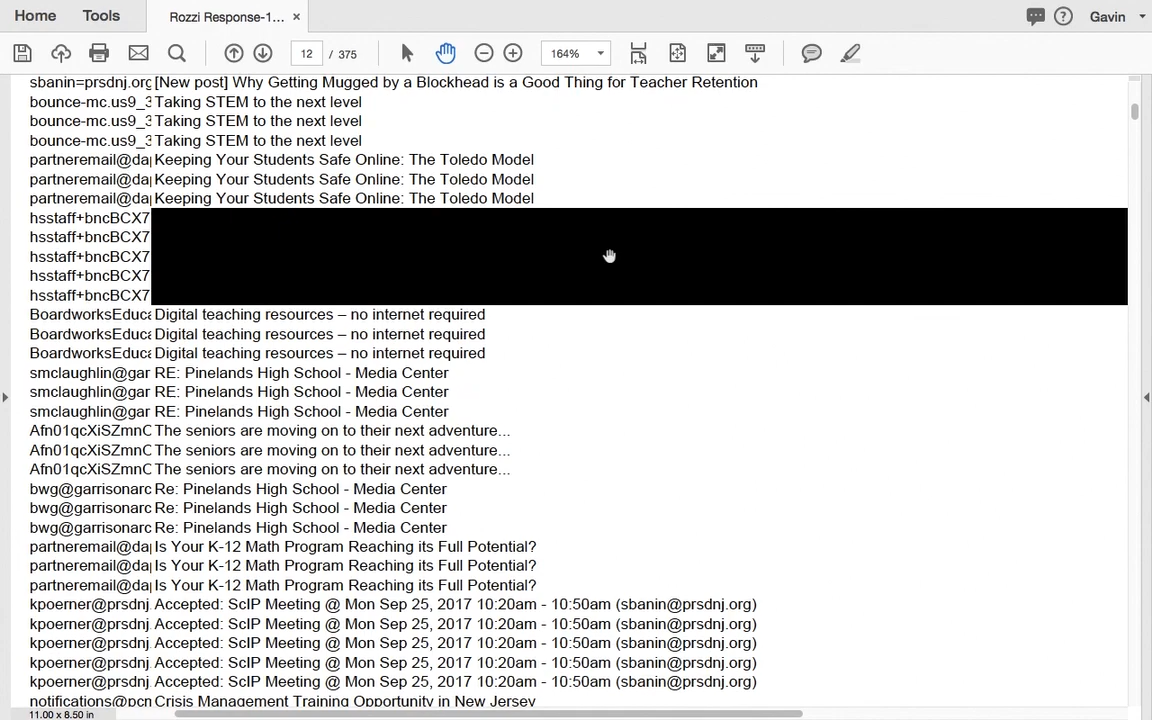 Home
Tools
Rozzi Response-1... ×
Gavin
12 / 375
164%
sbanin=prsdnj.org [New post] Why Getting Mugged by a Blockhead is a Good Thing for Teacher Retention
bounce-mc.us9_3 Taking STEM to the next level
bounce-mc.us9_3 Taking STEM to the next level
bounce-mc.us9_3 Taking STEM to the next level
partneremail@da Keeping Your Students Safe Online: The Toledo Model
partneremail@da Keeping Your Students Safe Online: The Toledo Model
partneremail@da Keeping Your Students Safe Online: The Toledo Model
hsstaff+bncBCX7
hsstaff+bncBCX7
hsstaff+bncBCX7
hsstaff+bncBCX7
hsstaff+bncBCX7
BoardworksEduca Digital teaching resources – no internet required
BoardworksEduca Digital teaching resources – no internet required
BoardworksEduca Digital teaching resources – no internet required
smclaughlin@gar RE: Pinelands High School - Media Center
smclaughlin@gar RE: Pinelands High School - Media Center
smclaughlin@gar RE: Pinelands High School - Media Center
Afn01qcXiSZmnC The seniors are moving on to their next adventure...
Afn01qcXiSZmnC The seniors are moving on to their next adventure...
Afn01qcXiSZmnC The seniors are moving on to their next adventure...
bwg@garrisonarc Re: Pinelands High School - Media Center
bwg@garrisonarc Re: Pinelands High School - Media Center
bwg@garrisonarc Re: Pinelands High School - Media Center
partneremail@da Is Your K-12 Math Program Reaching its Full Potential?
partneremail@da Is Your K-12 Math Program Reaching its Full Potential?
partneremail@da Is Your K-12 Math Program Reaching its Full Potential?
kpoerner@prsdnj. Accepted: ScIP Meeting @ Mon Sep 25, 2017 10:20am - 10:50am (sbanin@prsdnj.org)
kpoerner@prsdnj. Accepted: ScIP Meeting @ Mon Sep 25, 2017 10:20am - 10:50am (sbanin@prsdnj.org)
kpoerner@prsdnj. Accepted: ScIP Meeting @ Mon Sep 25, 2017 10:20am - 10:50am (sbanin@prsdnj.org)
kpoerner@prsdnj. Accepted: ScIP Meeting @ Mon Sep 25, 2017 10:20am - 10:50am (sbanin@prsdnj.org)
kpoerner@prsdnj. Accepted: ScIP Meeting @ Mon Sep 25, 2017 10:20am - 10:50am (sbanin@prsdnj.org)
notifications@pcm Crisis Management Training Opportunity in New Jersey
11.00 x 8.50 in